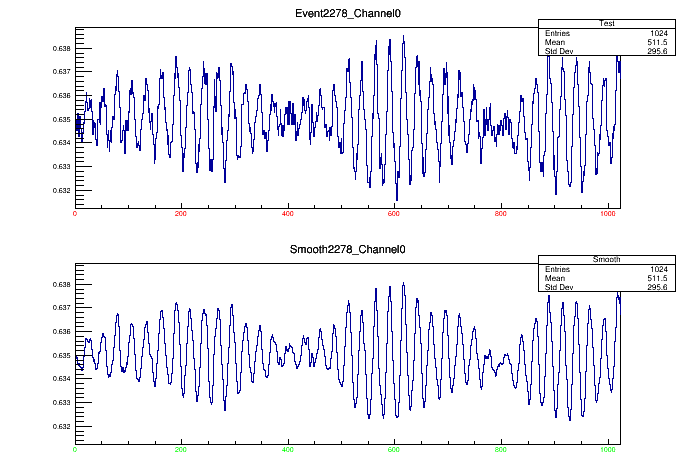 Event2278_Channel0
Test
Entries 1024
Mean 511.5
Std Dev 295.6
0.638
0.637
0.636
0.635
0.634
0.633
0.632
0 200 400 600 800 1000
Smooth2278_Channel0
Smooth
Entries 1024
Mean 511.5
Std Dev 295.6
0.638
0.637
0.636
0.635
0.634
0.633
0.632
0 200 400 600 800 1000